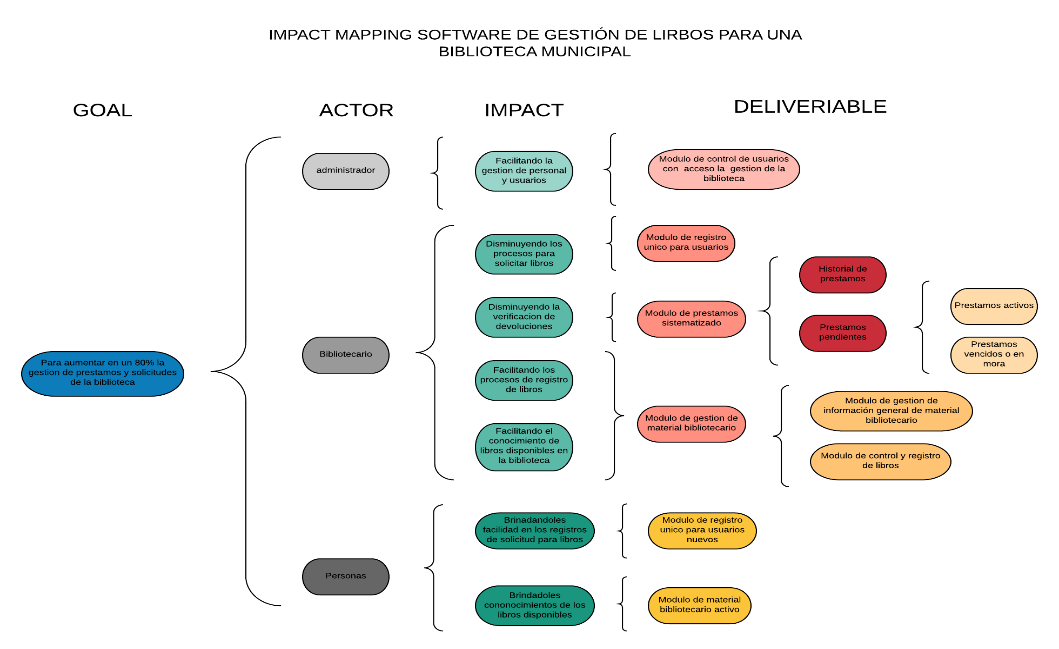 IMPACT MAPPING SOFTWARE DE GESTIÓN DE LIRBOS PARA UNA
BIBLIOTECA MUNICIPAL
GOAL
ACTOR
IMPACT
DELIVERIABLE
Para aumentar en un 80% la
gestion de prestamos y solicitudes
de la biblioteca
administrador
Facilitando la
gestion de personal
y usuarios
Modulo de control de usuarios
con acceso la gestion de la
biblioteca
Bibliotecario
Disminuyendo los
procesos para
solicitar libros
Modulo de registro
unico para usuarios
Disminuyendo la
verificacion de
devoluciones
Modulo de prestamos
sistematizado
Historial de
prestamos
Prestamos
pendientes
Prestamos activos
Prestamos
vencidos o en
mora
Facilitando los
procesos de registro
de libros
Facilitando el
conocimiento de
libros disponibles en
la biblioteca
Modulo de gestion de
material bibliotecario
Modulo de gestion de
información general de material
bibliotecario
Modulo de control y registro
de libros
Personas
Brinadandoles
facilidad en los registros
de solicitud para libros
Modulo de registro
unico para usuarios
nuevos
Brindadoles
cononocimientos de los
libros disponibles
Modulo de material
bibliotecario activo